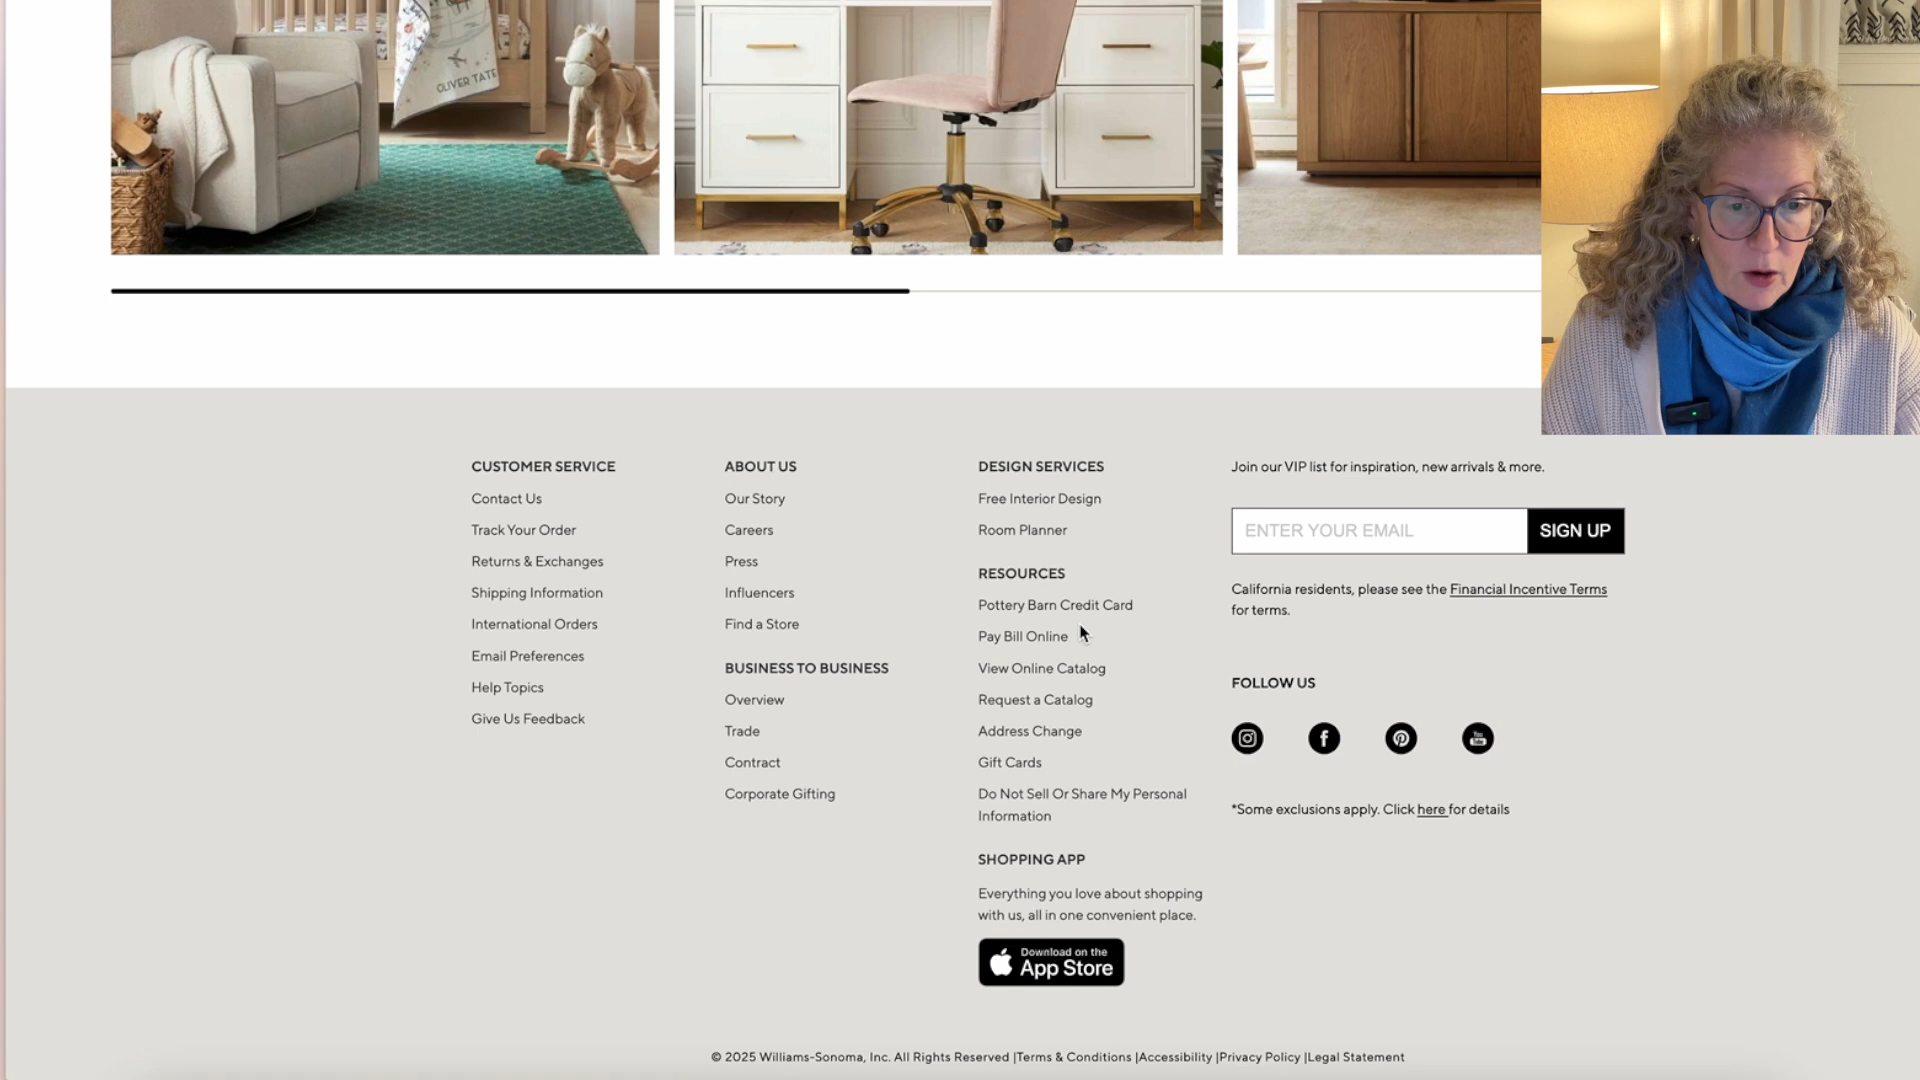 OLIVER TATE
CUSTOMER SERVICE
Contact Us
Track Your Order
Returns & Exchanges
Shipping Information
International Orders
Email Preferences
Help Topics
Give Us Feedback
ABOUT US
Our Story
Careers
Press
Influencers
Find a Store
BUSINESS TO BUSINESS
Overview
Trade
Contract
Corporate Gifting
DESIGN SERVICES
Free Interior Design
Room Planner
RESOURCES
Pottery Barn Credit Card
Pay Bill Online
View Online Catalog
Request a Catalog
Address Change
Gift Cards
Do Not Sell Or Share My Personal
Information
SHOPPING APP
Everything you love about shopping
with us, all in one convenient place.
Download on the
App Store
Join our VIP list for inspiration, new arrivals & more.
ENTER YOUR EMAIL
SIGN UP
California residents, please see the Financial Incentive Terms
for terms.
FOLLOW US
You
Tube
*Some exclusions apply. Click here for details
© 2025 Williams-Sonoma, Inc. All Rights Reserved |Terms & Conditions |Accessibility |Privacy Policy |Legal Statement